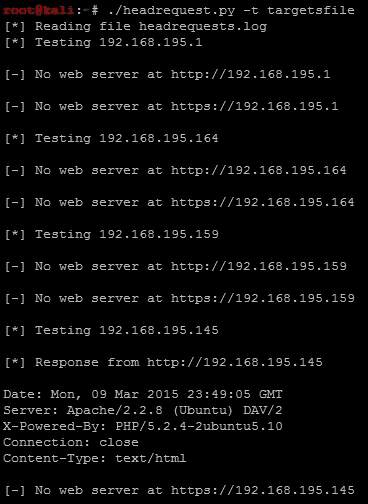 root@kali:~# ./headrequest.py -t targetsfile
[*] Reading file headrequests.log
[*] Testing 192.168.195.1
[-] No web server at http://192.168.195.1
[-] No web server at https://192.168.195.1
[*] Testing 192.168.195.164
[-] No web server at http://192.168.195.164
[-] No web server at https://192.168.195.164
[*] Testing 192.168.195.159
[-] No web server at http://192.168.195.159
[-] No web server at https://192.168.195.159
[*] Testing 192.168.195.145
[*] Response from http://192.168.195.145
Date: Mon, 09 Mar 2015 23:49:05 GMT
Server: Apache/2.2.8 (Ubuntu) DAV/2
X-Powered-By: PHP/5.2.4-2ubuntu5.10
Connection: close
Content-Type: text/html
[-] No web server at https://192.168.195.145